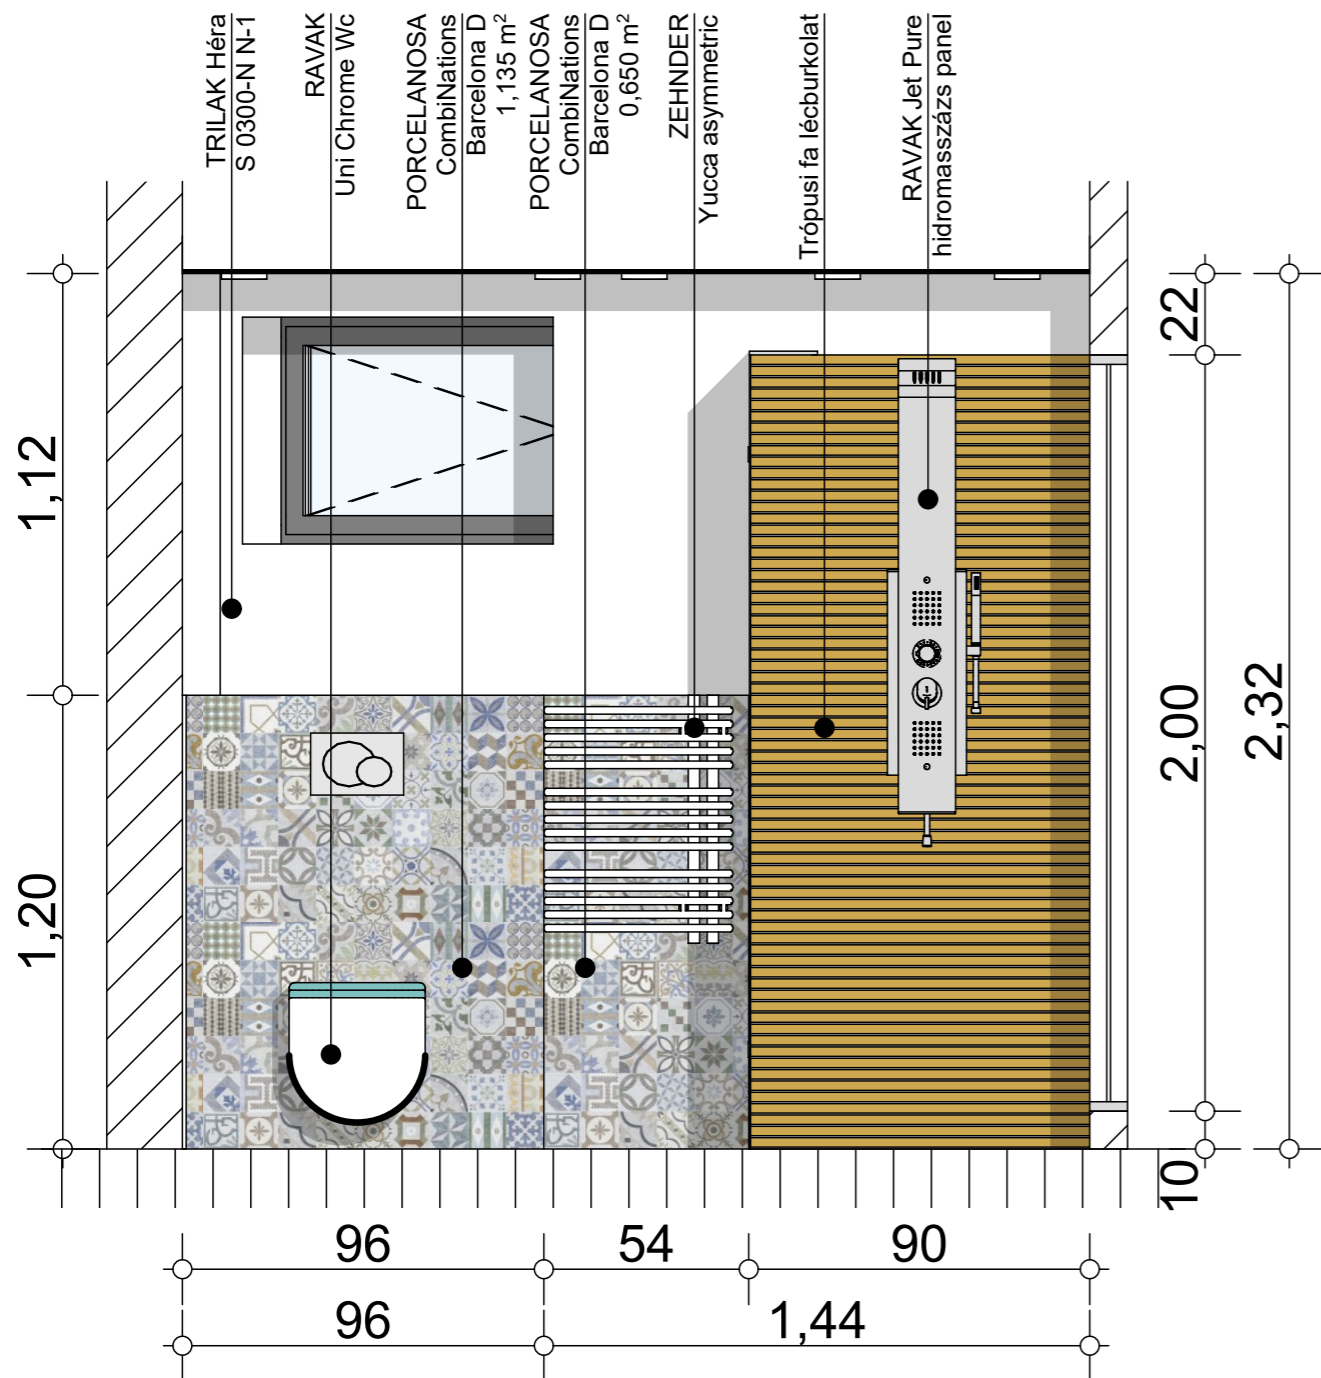 TRILAK Héra
S 0300-N N-1
RAVAK
Uni Chrome Wc
PORCELANOSA
CombiNations
Barcelona D
1,135 m²
PORCELANOSA
CombiNations
Barcelona D
0,650 m²
ZEHNDER
Yucca asymmetric
Trópusi fa lécburkolat
RAVAK Jet Pure
hidromasszázs panel
1,12
1,20
22
2,00
10
2,32
96
54
90
96
1,44